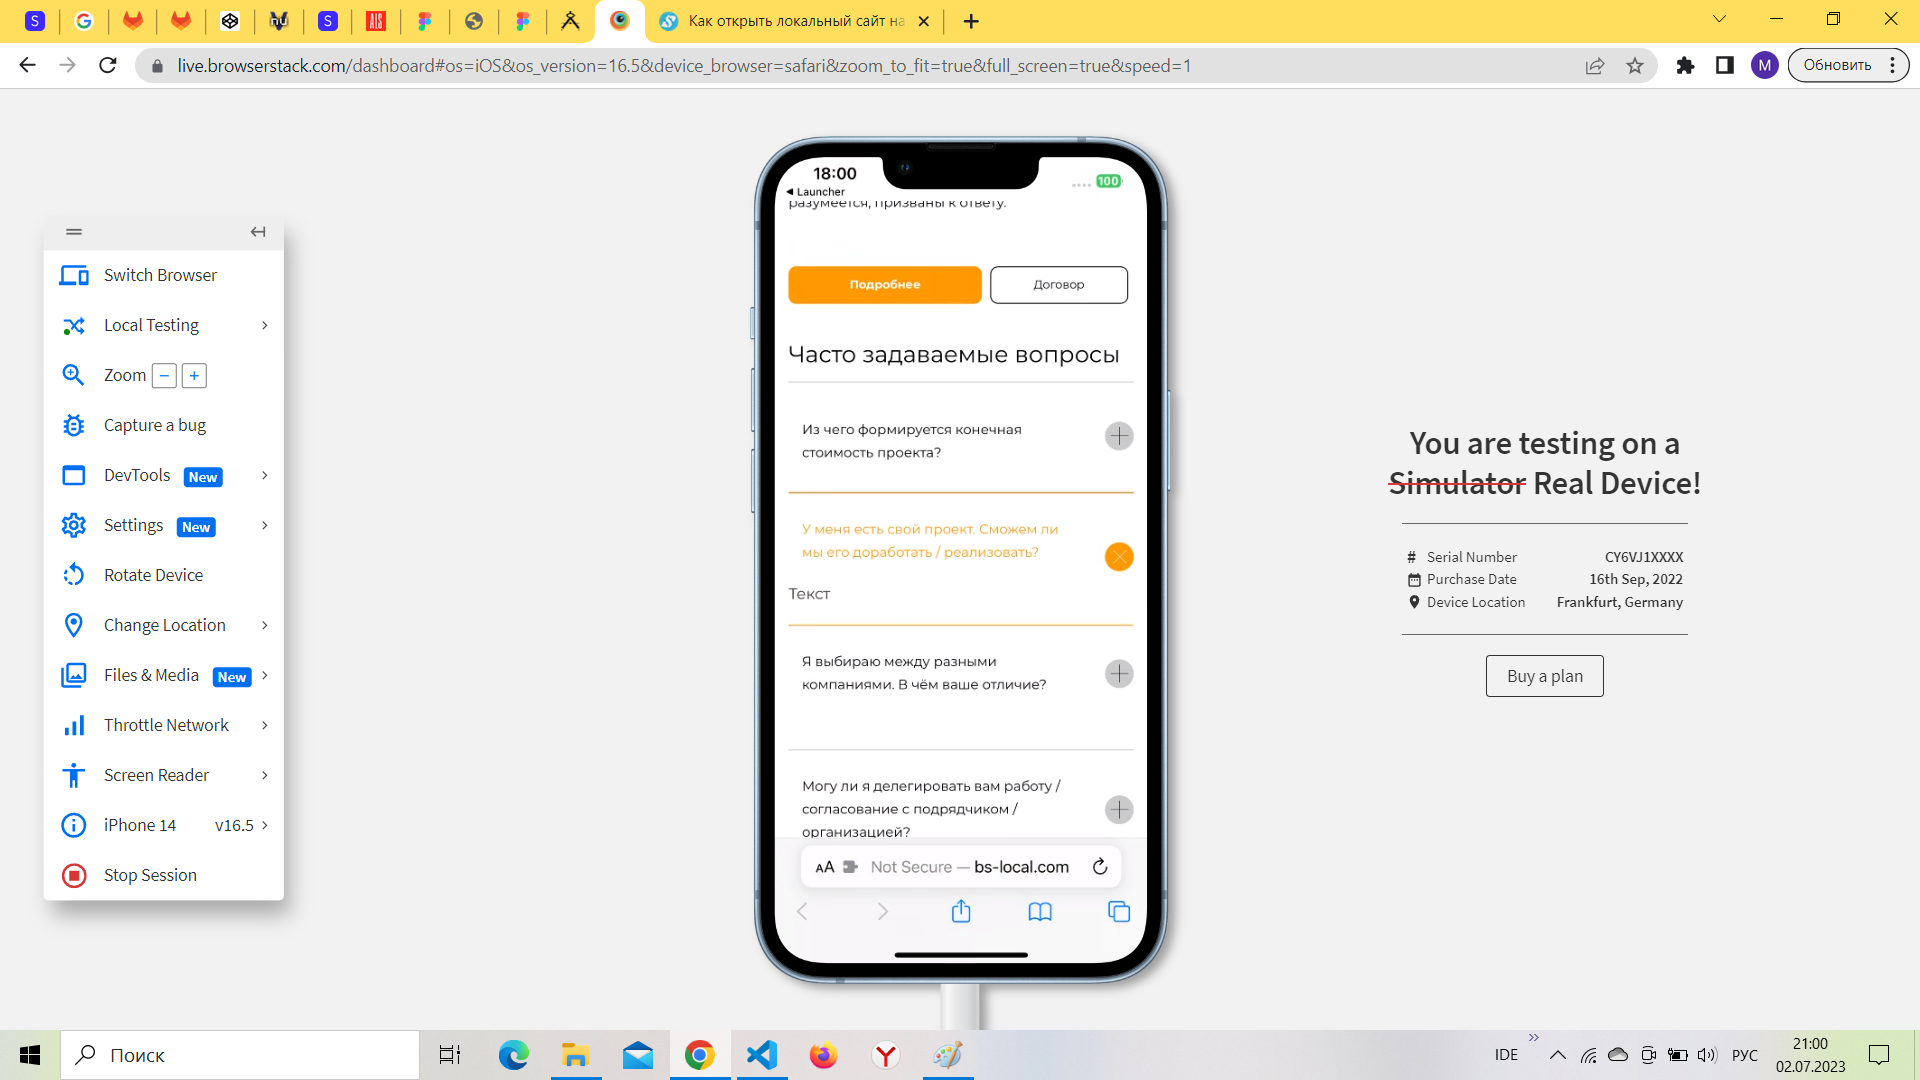 S
G
AIS
S
Как открыть локальный сайт на
live.browserstack.com/dashboard#os=iOS&os_version=16.5&device_browser=safari&zoom_to_fit=true&full_screen=true&speed=1
M
Обновить
Switch Browser
Local Testing
Zoom − +
Capture a bug
DevTools New
Settings New
Rotate Device
Change Location
Files & Media New
Throttle Network
Screen Reader
iPhone 14 v16.5
Stop Session
18:00
100
Launcher
разумеется, призваны к ответу.
Подробнее
Договор
Часто задаваемые вопросы
Из чего формируется конечная
стоимость проекта?
У меня есть свой проект. Сможем ли
мы его доработать / реализовать?
Текст
Я выбираю между разными
компаниями. В чём ваше отличие?
Могу ли я делегировать вам работу /
согласование с подрядчиком /
организацией?
AA Not Secure — bs-local.com
You are testing on a
Simulator Real Device!
# Serial Number CY6VJ1XXXX
Purchase Date 16th Sep, 2022
Device Location Frankfurt, Germany
Buy a plan
Поиск
IDE
РУС
21:00
02.07.2023